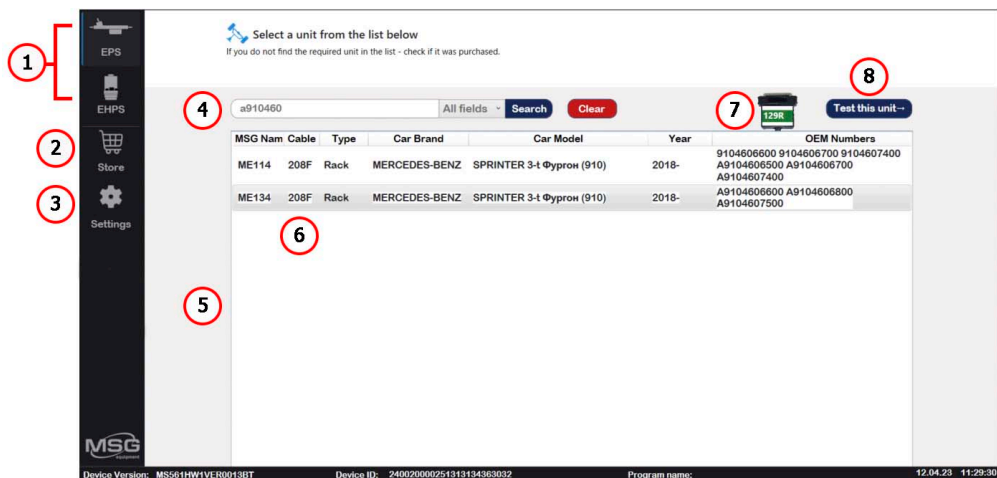 1
EPS
EHPS
2
Store
3
Settings
Select a unit from the list below
If you do not find the required unit in the list - check if it was purchased.
4
a910460
All fields
Search
Clear
7
129R
8
Test this unit→
MSG Nam Cable Type Car Brand Car Model Year OEM Numbers
ME114 208F Rack MERCEDES-BENZ SPRINTER 3-t Фургон (910) 2018- 9104606600 9104606700 9104607400
A9104606500 A9104606700
A9104607400
ME134 208F Rack MERCEDES-BENZ SPRINTER 3-t Фургон (910) 2018- A9104606600 A9104606800
A9104607500
6
5
MSG
equipment
Device Version: MS561HW1VER0013BT Device ID: 240020000251313134363032 Program name: 12.04.23 11:29:30